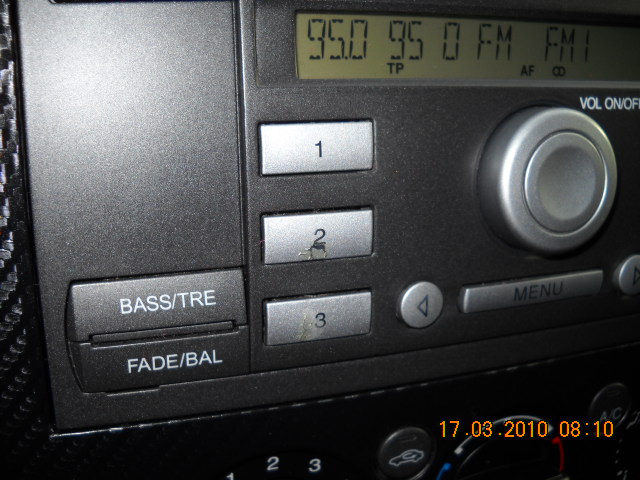 95.0 95 0 FM FM1
TP AF
VOL ON/OFF
1
2
3
BASS/TRE
FADE/BAL
MENU
A/C
17.03.2010 08:10
1 2 3